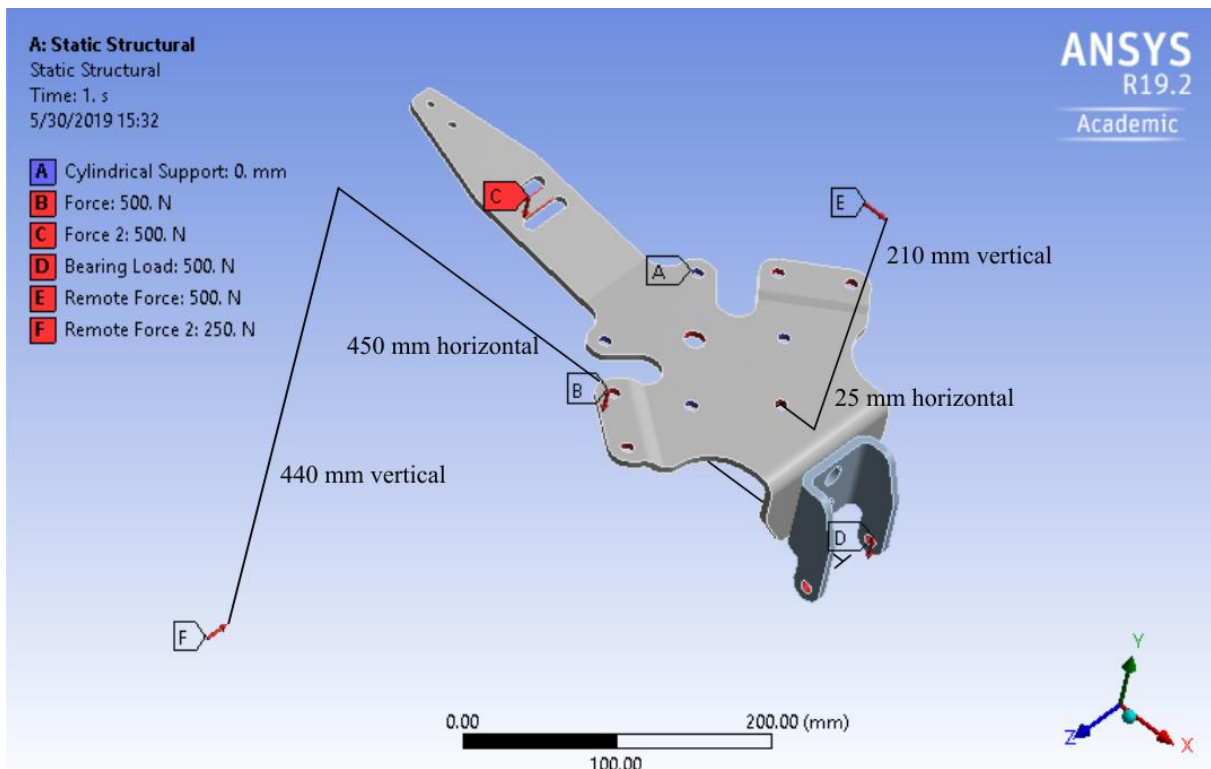 A: Static Structural
Static Structural
Time: 1. s
5/30/2019 15:32
A Cylindrical Support: 0. mm
B Force: 500. N
C Force 2: 500. N
D Bearing Load: 500. N
E Remote Force: 500. N
F Remote Force 2: 250. N
ANSYS
R19.2
Academic
C
E
210 mm vertical
A
450 mm horizontal
B
25 mm horizontal
440 mm vertical
D
F
Y
Z
X
0.00
200.00 (mm)
100.00